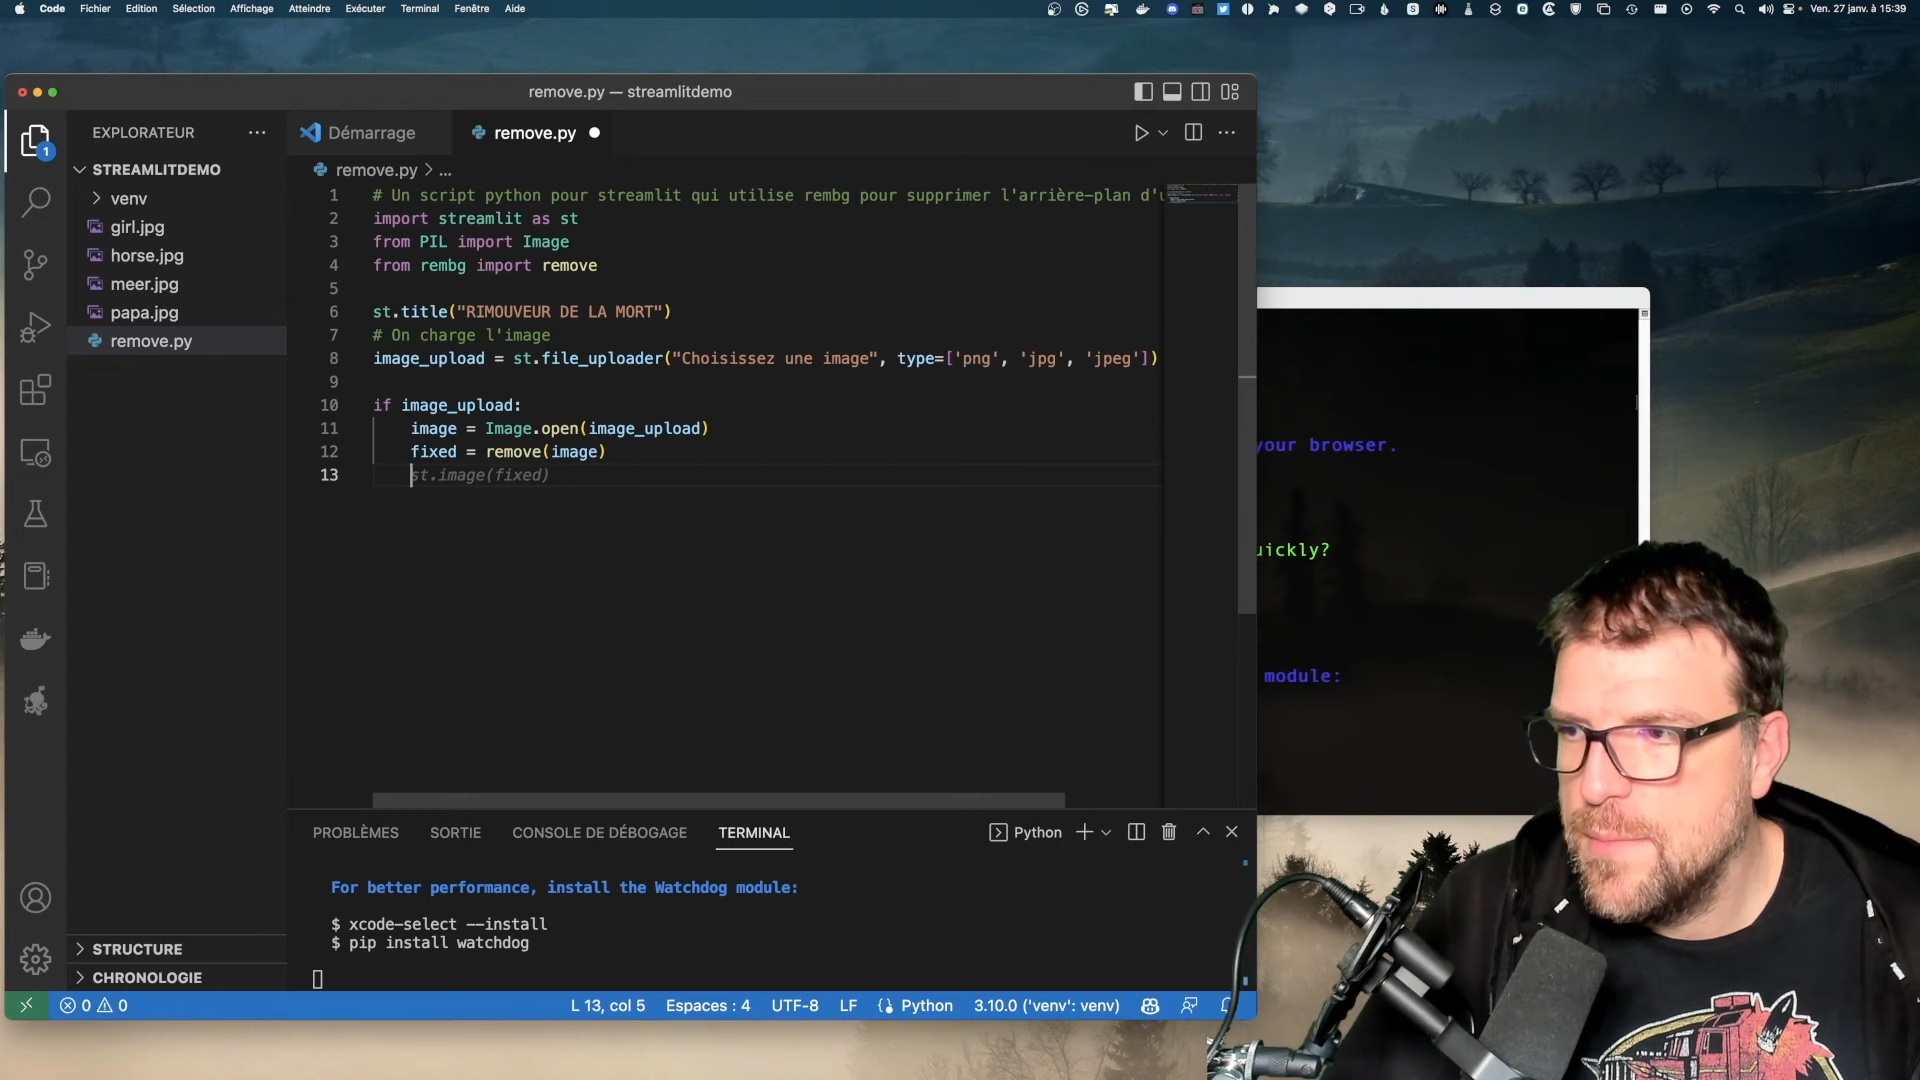 Code Fichier Edition Sélection Affichage Atteindre Exécuter Terminal Fenêtre Aide
Ven. 27 janv. à 15:39
remove.py — streamlitdemo
EXPLORATEUR
Démarrage
remove.py
1
STREAMLITDEMO
remove.py > ...
venv
girl.jpg
horse.jpg
meer.jpg
papa.jpg
remove.py
1 # Un script python pour streamlit qui utilise rembg pour supprimer l'arrière-plan d'u
2 import streamlit as st
3 from PIL import Image
4 from rembg import remove
5
6 st.title("RIMOUVEUR DE LA MORT")
7 # On charge l'image
8 image_upload = st.file_uploader("Choisissez une image", type=['png', 'jpg', 'jpeg'])
9
10 if image_upload:
11 image = Image.open(image_upload)
12 fixed = remove(image)
13 st.image(fixed)
your browser.
uickly?
module:
PROBLÈMES SORTIE CONSOLE DE DÉBOGAGE TERMINAL Python
For better performance, install the Watchdog module:
$ xcode-select --install
$ pip install watchdog
STRUCTURE
CHRONOLOGIE
0 0 L 13, col 5 Espaces : 4 UTF-8 LF Python 3.10.0 ('venv': venv)